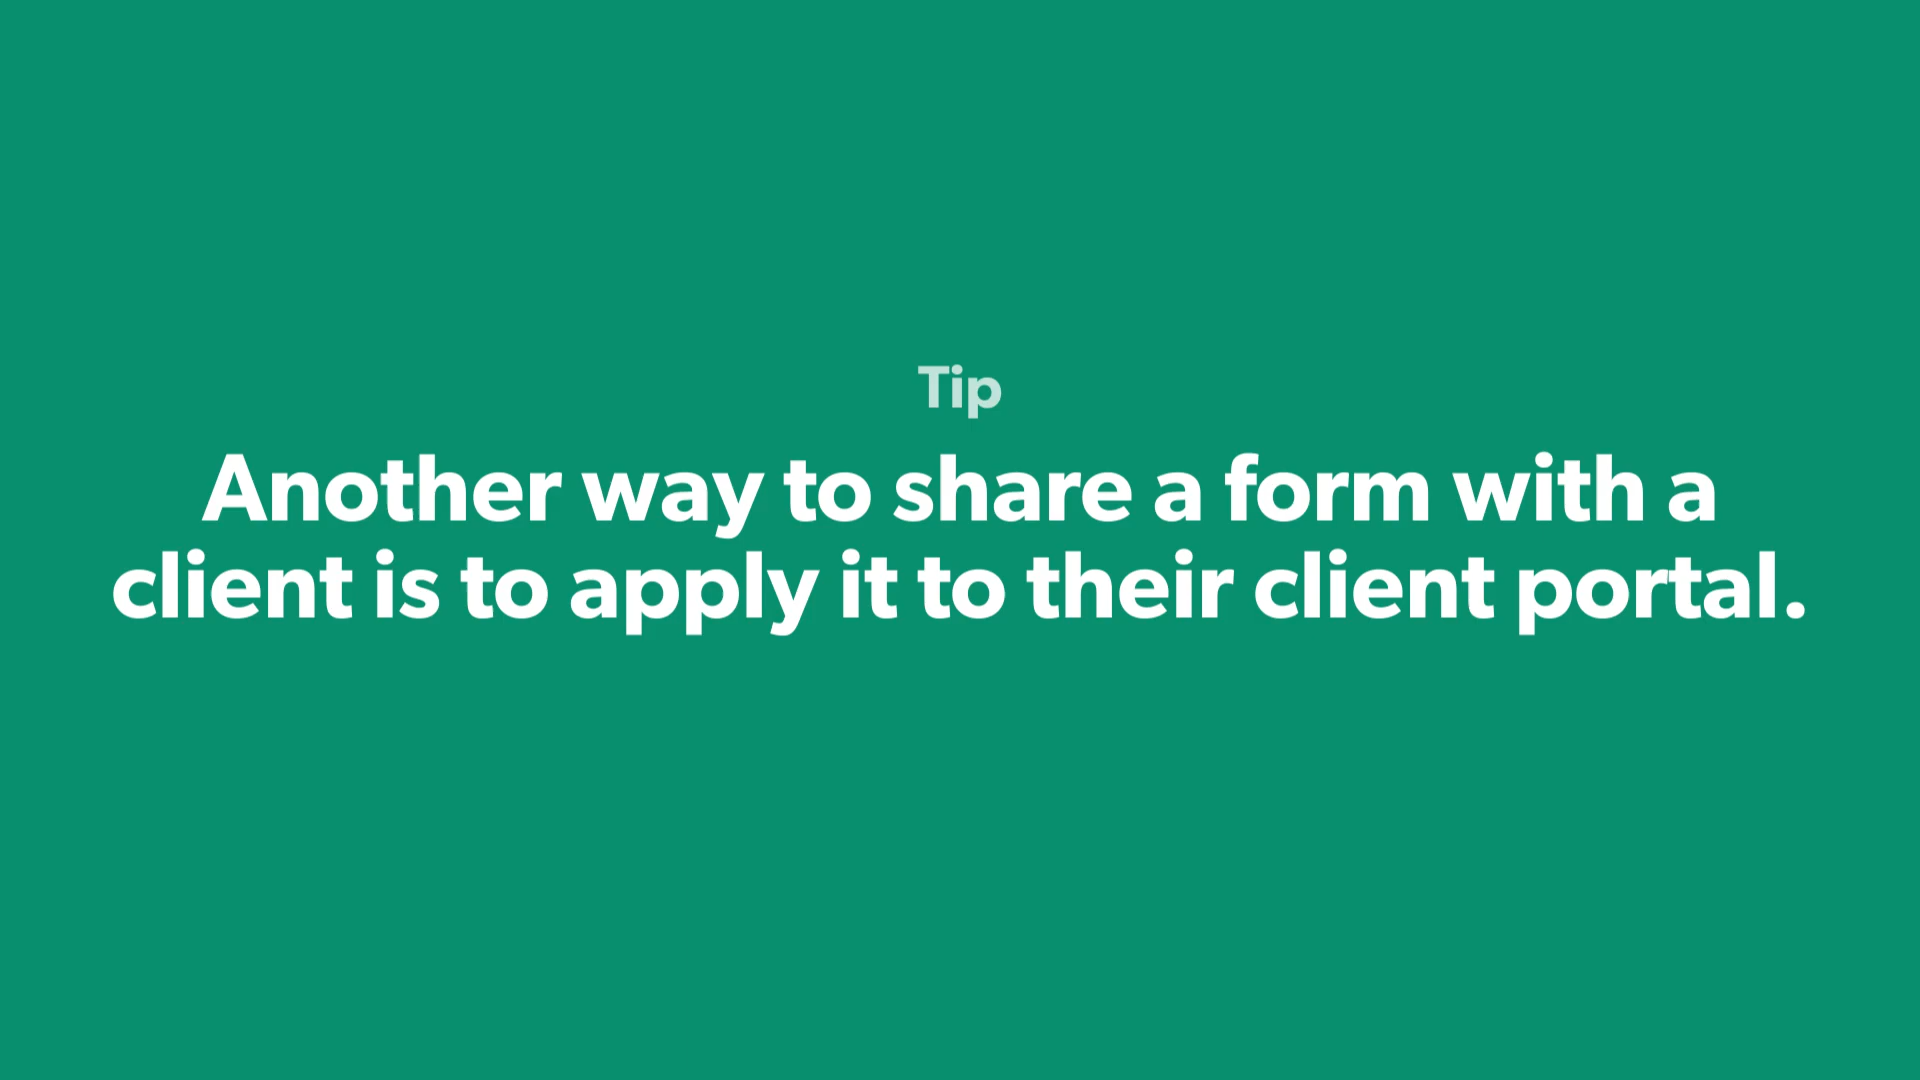 Tip
Another way to share a form with a
client is to apply it to their client portal.